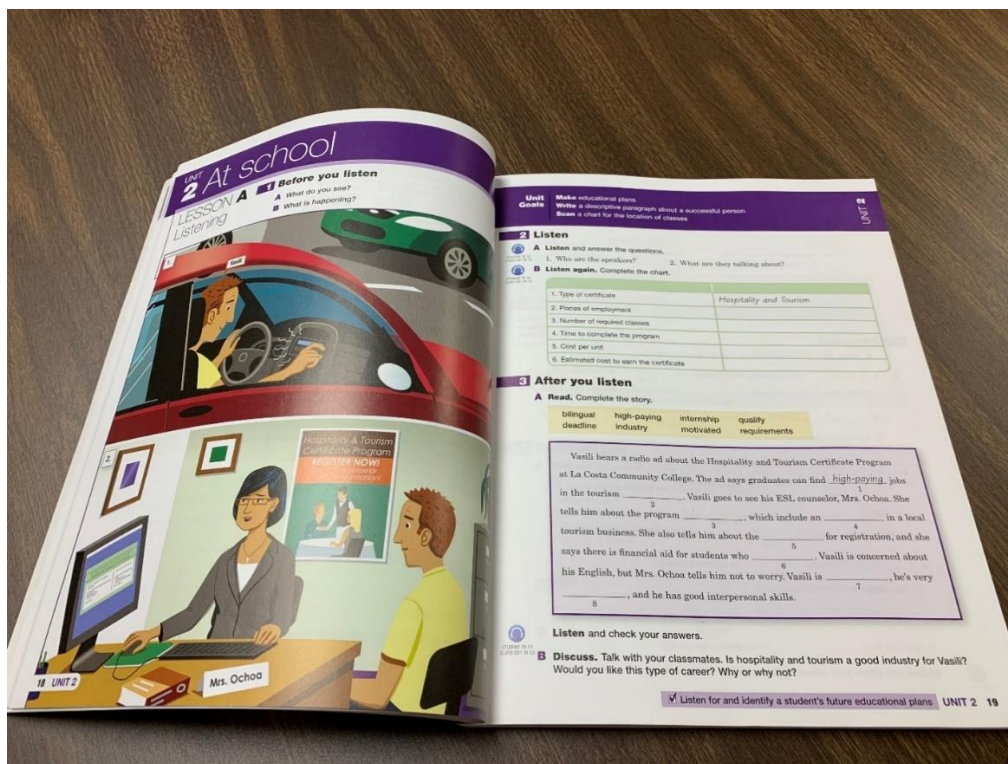 UNIT
2 At school
LESSON A
Listening
1 Before you listen
A What do you see?
B What is happening?
1
2
Hospitality & Tourism
Certificate Program
REGISTER NOW!
Mrs. Ochoa
18 UNIT 2
Unit
Goals
Make educational plans
Write a descriptive paragraph about a successful person
Scan a chart for the location of classes
UNIT 2
2 Listen
A Listen and answer the questions.
1. Who are the speakers? 2. What are they talking about?
B Listen again. Complete the chart.
1. Type of certificate Hospitality and Tourism
2. Places of employment
3. Number of required classes
4. Time to complete the program
5. Cost per unit
6. Estimated cost to earn the certificate
3 After you listen
A Read. Complete the story.
bilingual high-paying internship qualify
deadline industry motivated requirements
Vasili hears a radio ad about the Hospitality and Tourism Certificate Program
at La Costa Community College. The ad says graduates can find high-paying jobs
1
in the tourism ________. Vasili goes to see his ESL counselor, Mrs. Ochoa. She
2
tells him about the program ________, which include an ________ in a local
3 4
tourism business. She also tells him about the ________ for registration, and she
5
says there is financial aid for students who ________. Vasili is concerned about
6
his English, but Mrs. Ochoa tells him not to worry. Vasili is ________, he's very
7
________, and he has good interpersonal skills.
8
Listen and check your answers.
B Discuss. Talk with your classmates. Is hospitality and tourism a good industry for Vasili?
Would you like this type of career? Why or why not?
Listen for and identify a student's future educational plans UNIT 2 19